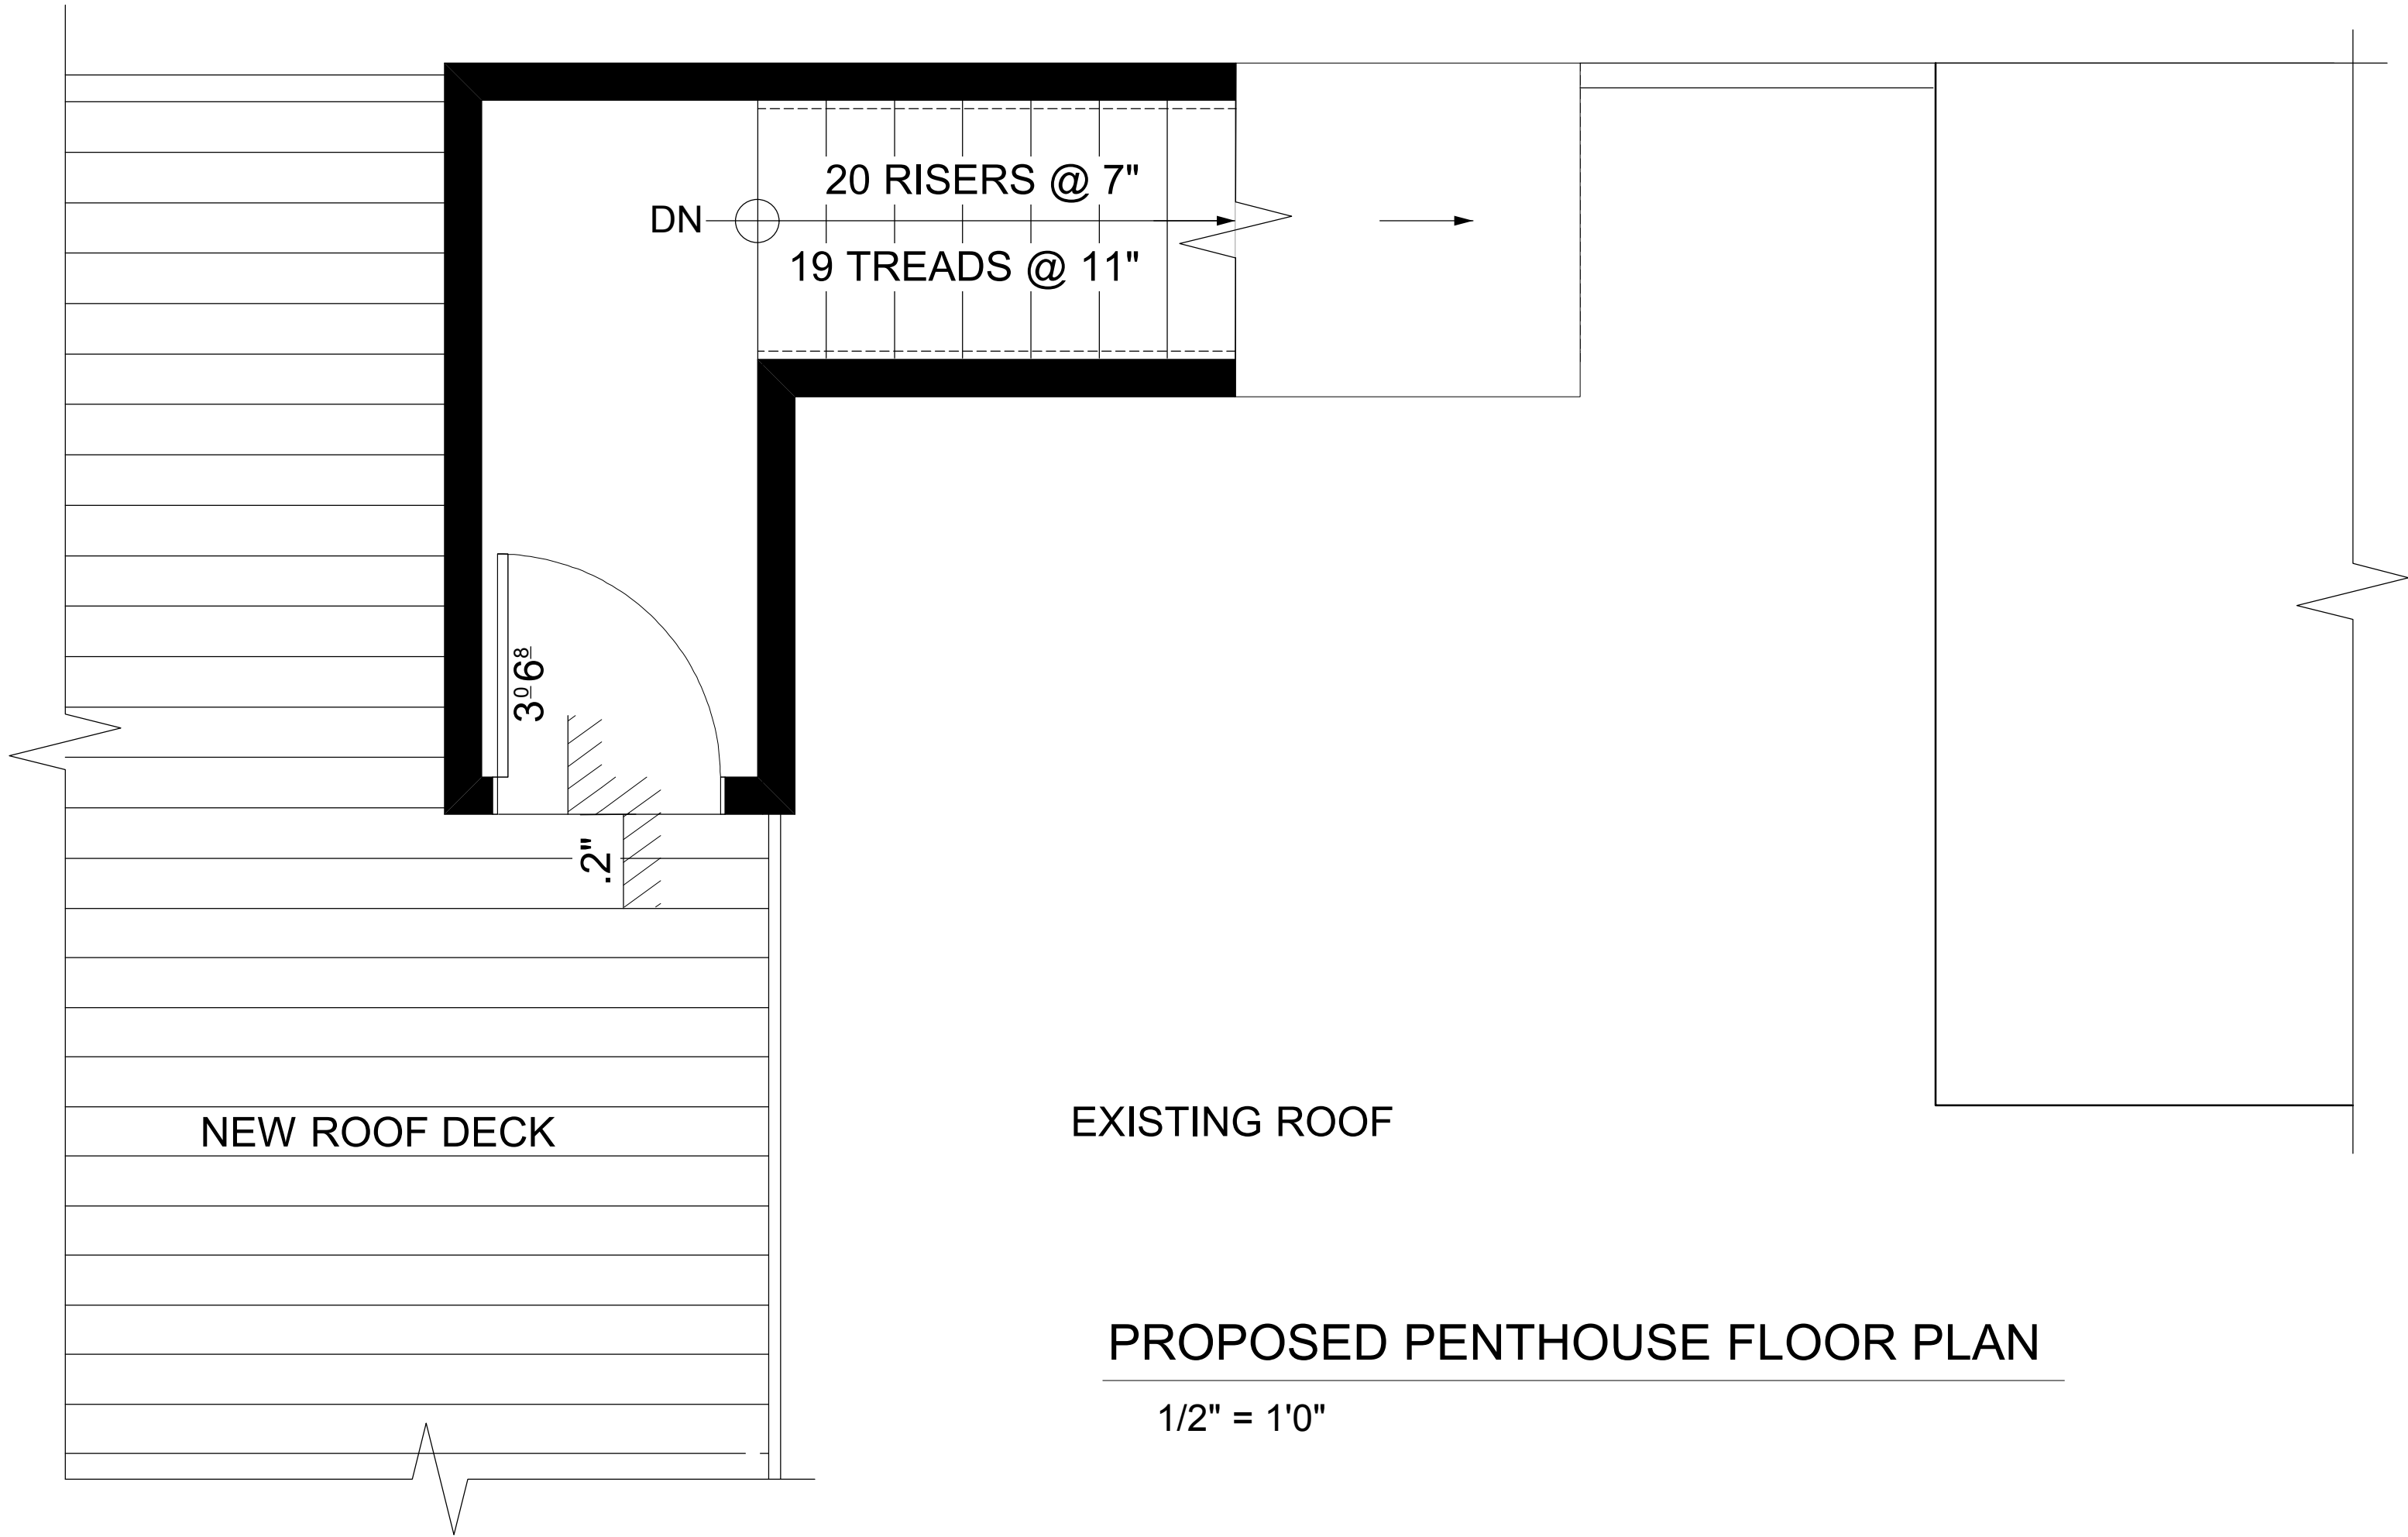 20 RISERS @ 7"
DN
19 TREADS @ 11"
3⁰6⁸
.2"
NEW ROOF DECK
EXISTING ROOF
PROPOSED PENTHOUSE FLOOR PLAN
1/2" = 1'0"